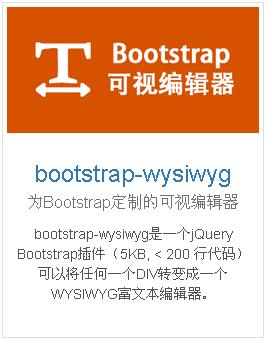 Bootstrap
可视编辑器
bootstrap-wysiwyg
为Bootstrap定制的可视编辑器
bootstrap-wysiwyg是一个jQuery
Bootstrap插件（5KB, < 200 行代码）
可以将任何一个DIV转变成一个
WYSIWYG富文本编辑器。